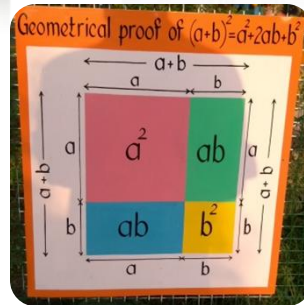 Geometrical proof of (a+b)²=a²+2ab+b²
a+b
a b
a a² ab a
a+b a+b
b ab b² b
a b